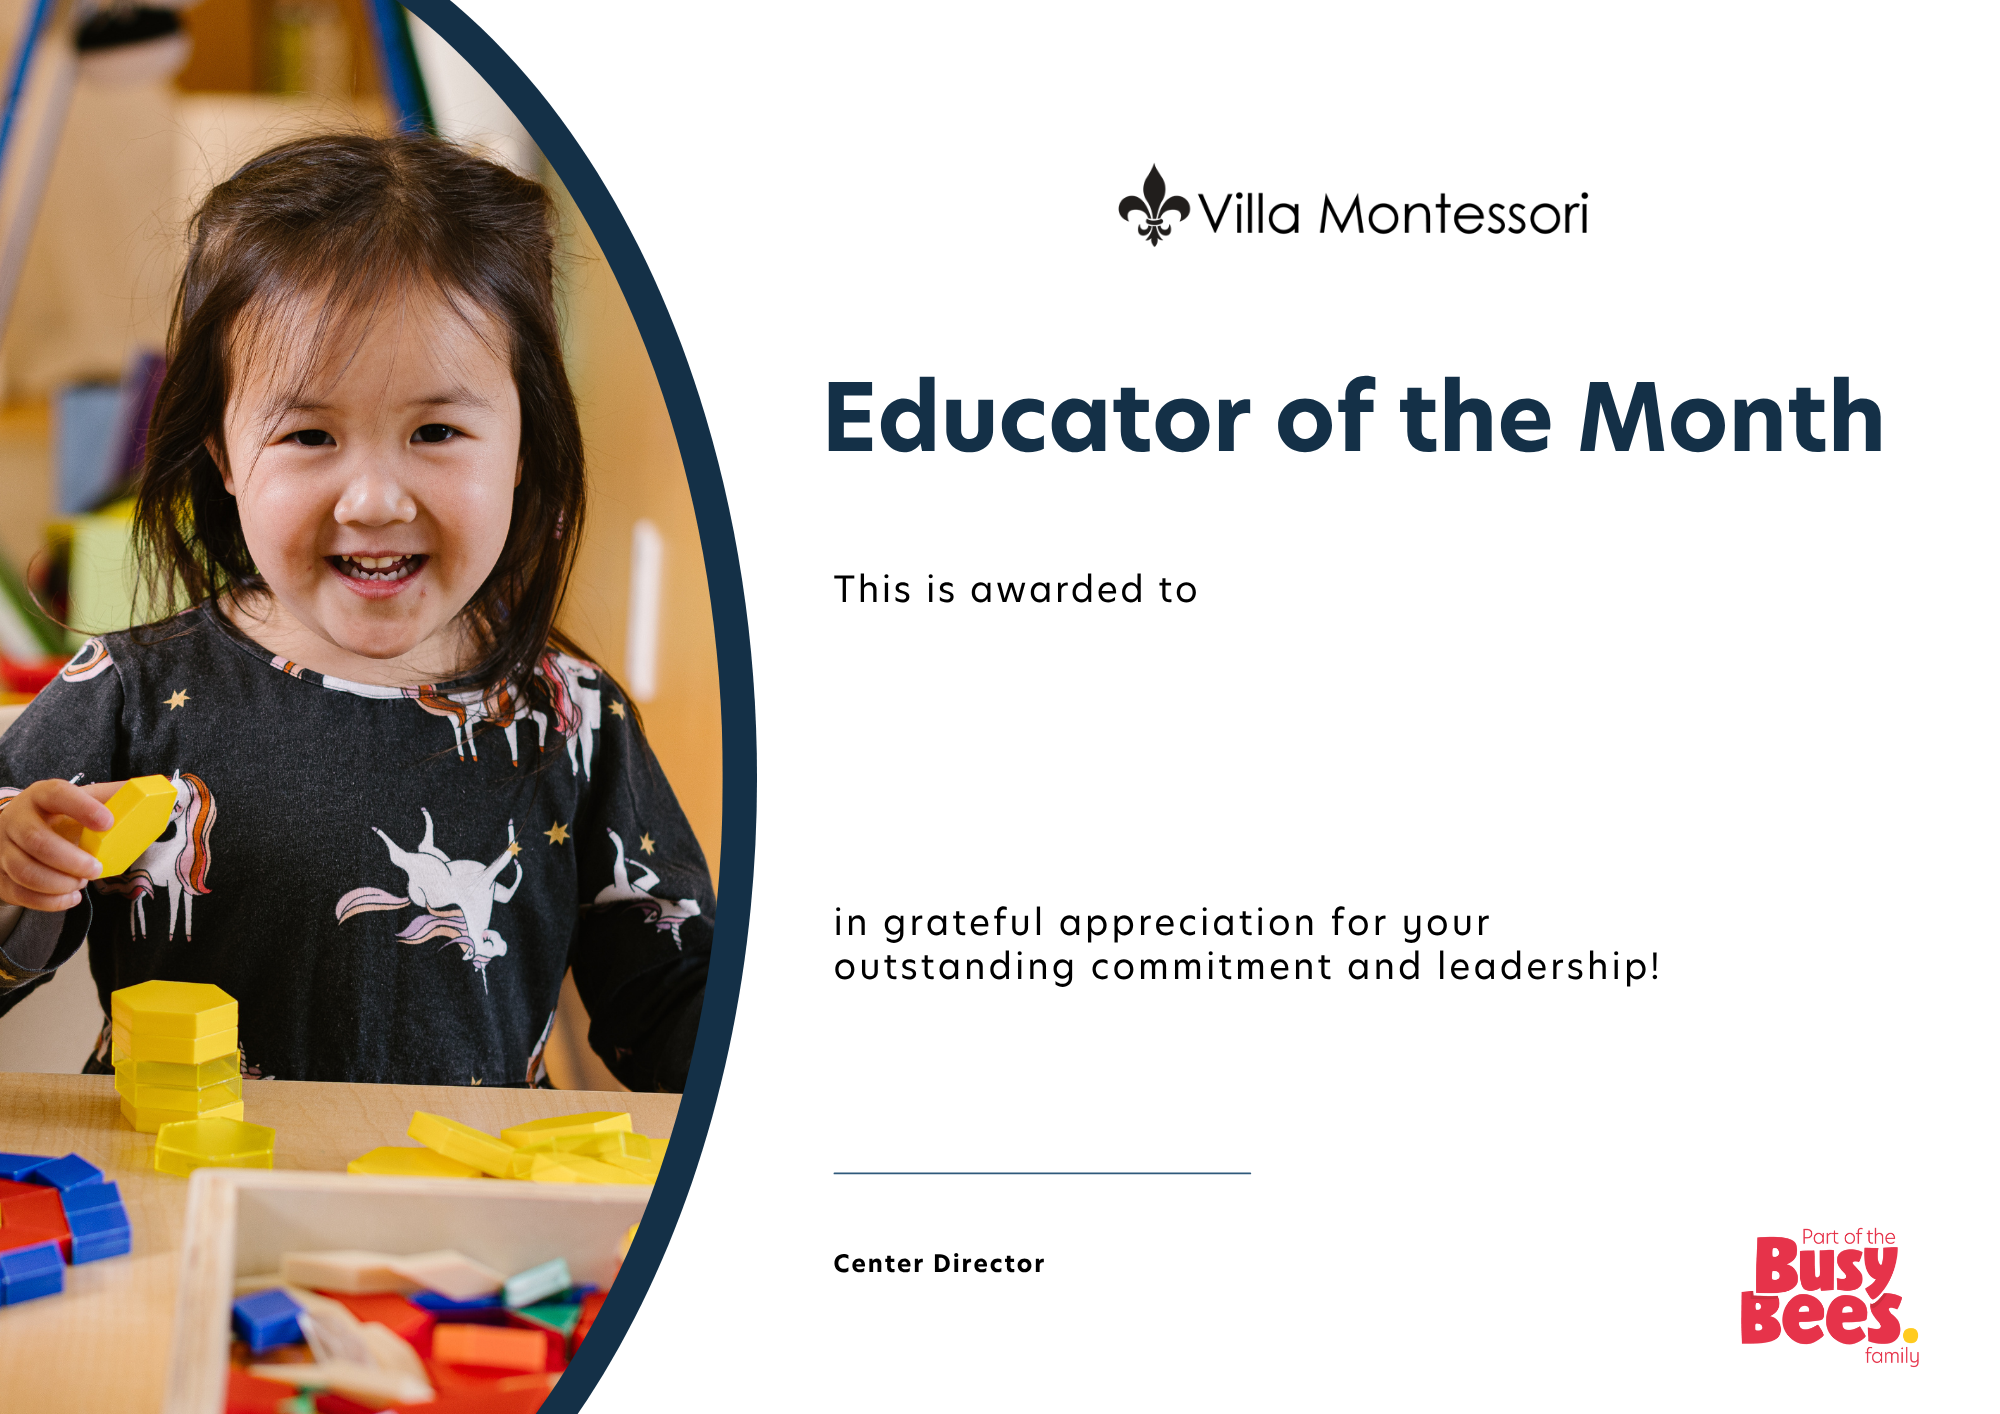 Villa Montessori
Educator of the Month
This is awarded to
in grateful appreciation for your
outstanding commitment and leadership!
Center Director
Part of the
Busy
Bees.
family